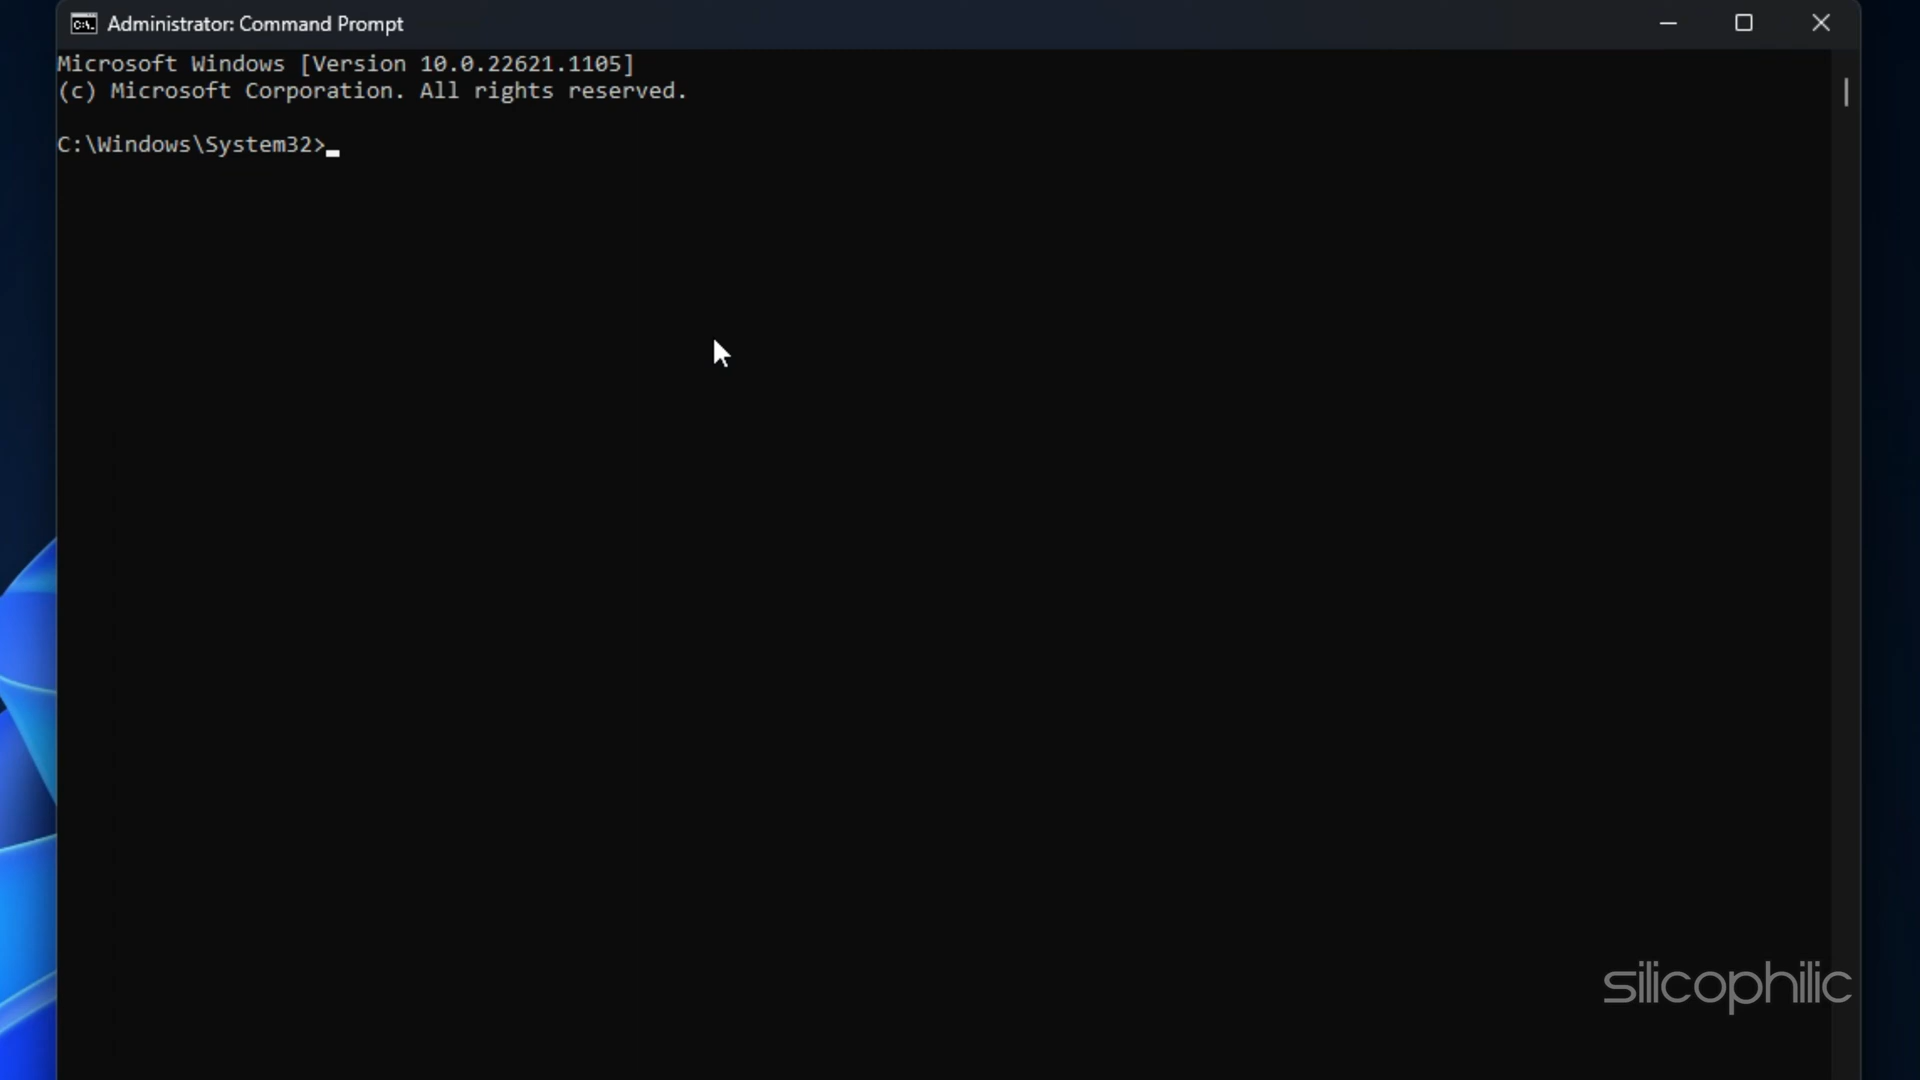 Administrator: Command Prompt
Microsoft Windows [Version 10.0.22621.1105]
(c) Microsoft Corporation. All rights reserved.
C:\Windows\System32>
silicophilic